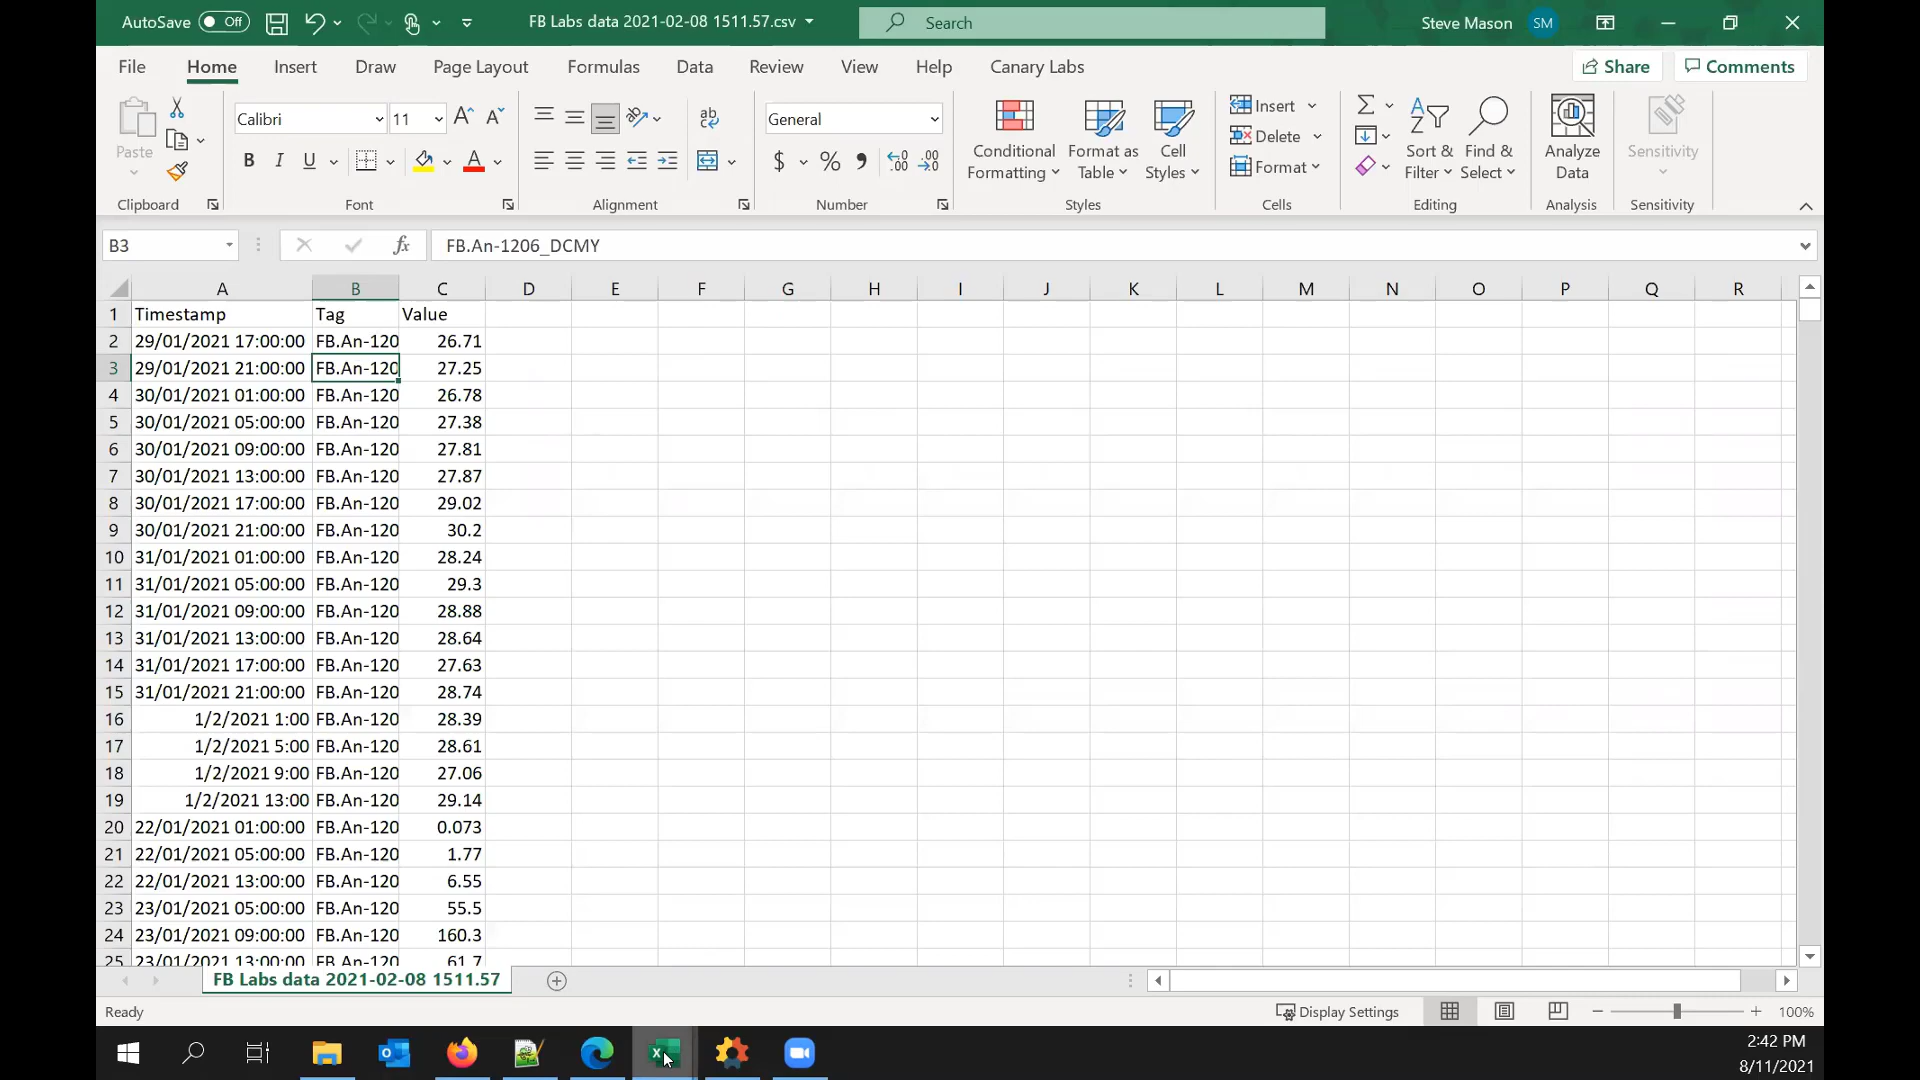 AutoSave Off FB Labs data 2021-02-08 1511.57.csv Search Steve Mason SM
File Home Insert Draw Page Layout Formulas Data Review View Help Canary Labs Share Comments
Paste Calibri 11 General Conditional Formatting Format as Table Cell Styles Insert Delete Format Sort & Filter Find & Select Analyze Data Sensitivity
Clipboard Font Alignment Number Styles Cells Editing Analysis Sensitivity
B3 fx FB.An-1206_DCMY
A B C D E F G H I J K L M N O P Q R
1 Timestamp Tag Value
2 29/01/2021 17:00:00 FB.An-120 26.71
3 29/01/2021 21:00:00 FB.An-120 27.25
4 30/01/2021 01:00:00 FB.An-120 26.78
5 30/01/2021 05:00:00 FB.An-120 27.38
6 30/01/2021 09:00:00 FB.An-120 27.81
7 30/01/2021 13:00:00 FB.An-120 27.87
8 30/01/2021 17:00:00 FB.An-120 29.02
9 30/01/2021 21:00:00 FB.An-120 30.2
10 31/01/2021 01:00:00 FB.An-120 28.24
11 31/01/2021 05:00:00 FB.An-120 29.3
12 31/01/2021 09:00:00 FB.An-120 28.88
13 31/01/2021 13:00:00 FB.An-120 28.64
14 31/01/2021 17:00:00 FB.An-120 27.63
15 31/01/2021 21:00:00 FB.An-120 28.74
16 1/2/2021 1:00 FB.An-120 28.39
17 1/2/2021 5:00 FB.An-120 28.61
18 1/2/2021 9:00 FB.An-120 27.06
19 1/2/2021 13:00 FB.An-120 29.14
20 22/01/2021 01:00:00 FB.An-120 0.073
21 22/01/2021 05:00:00 FB.An-120 1.77
22 22/01/2021 13:00:00 FB.An-120 6.55
23 23/01/2021 05:00:00 FB.An-120 55.5
24 23/01/2021 09:00:00 FB.An-120 160.3
25 23/01/2021 13:00:00 FB.An-120 61.7
FB Labs data 2021-02-08 1511.57
Ready Display Settings 100%
2:42 PM
8/11/2021